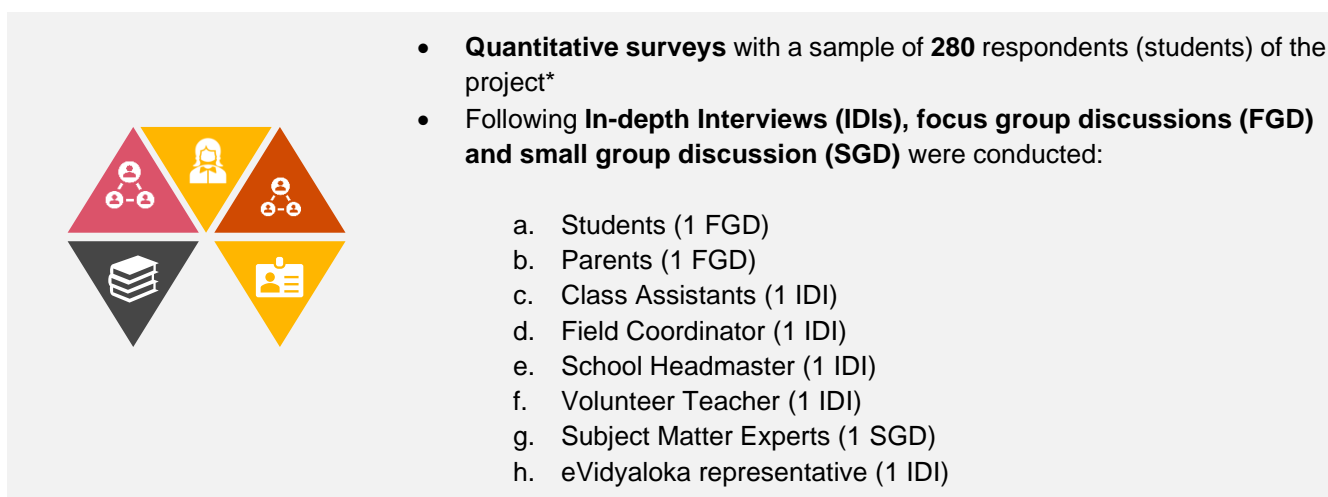 • Quantitative surveys with a sample of 280 respondents (students) of the
project*
• Following In-depth Interviews (IDIs), focus group discussions (FGD)
and small group discussion (SGD) were conducted:
a. Students (1 FGD)
b. Parents (1 FGD)
c. Class Assistants (1 IDI)
d. Field Coordinator (1 IDI)
e. School Headmaster (1 IDI)
f. Volunteer Teacher (1 IDI)
g. Subject Matter Experts (1 SGD)
h. eVidyaloka representative (1 IDI)